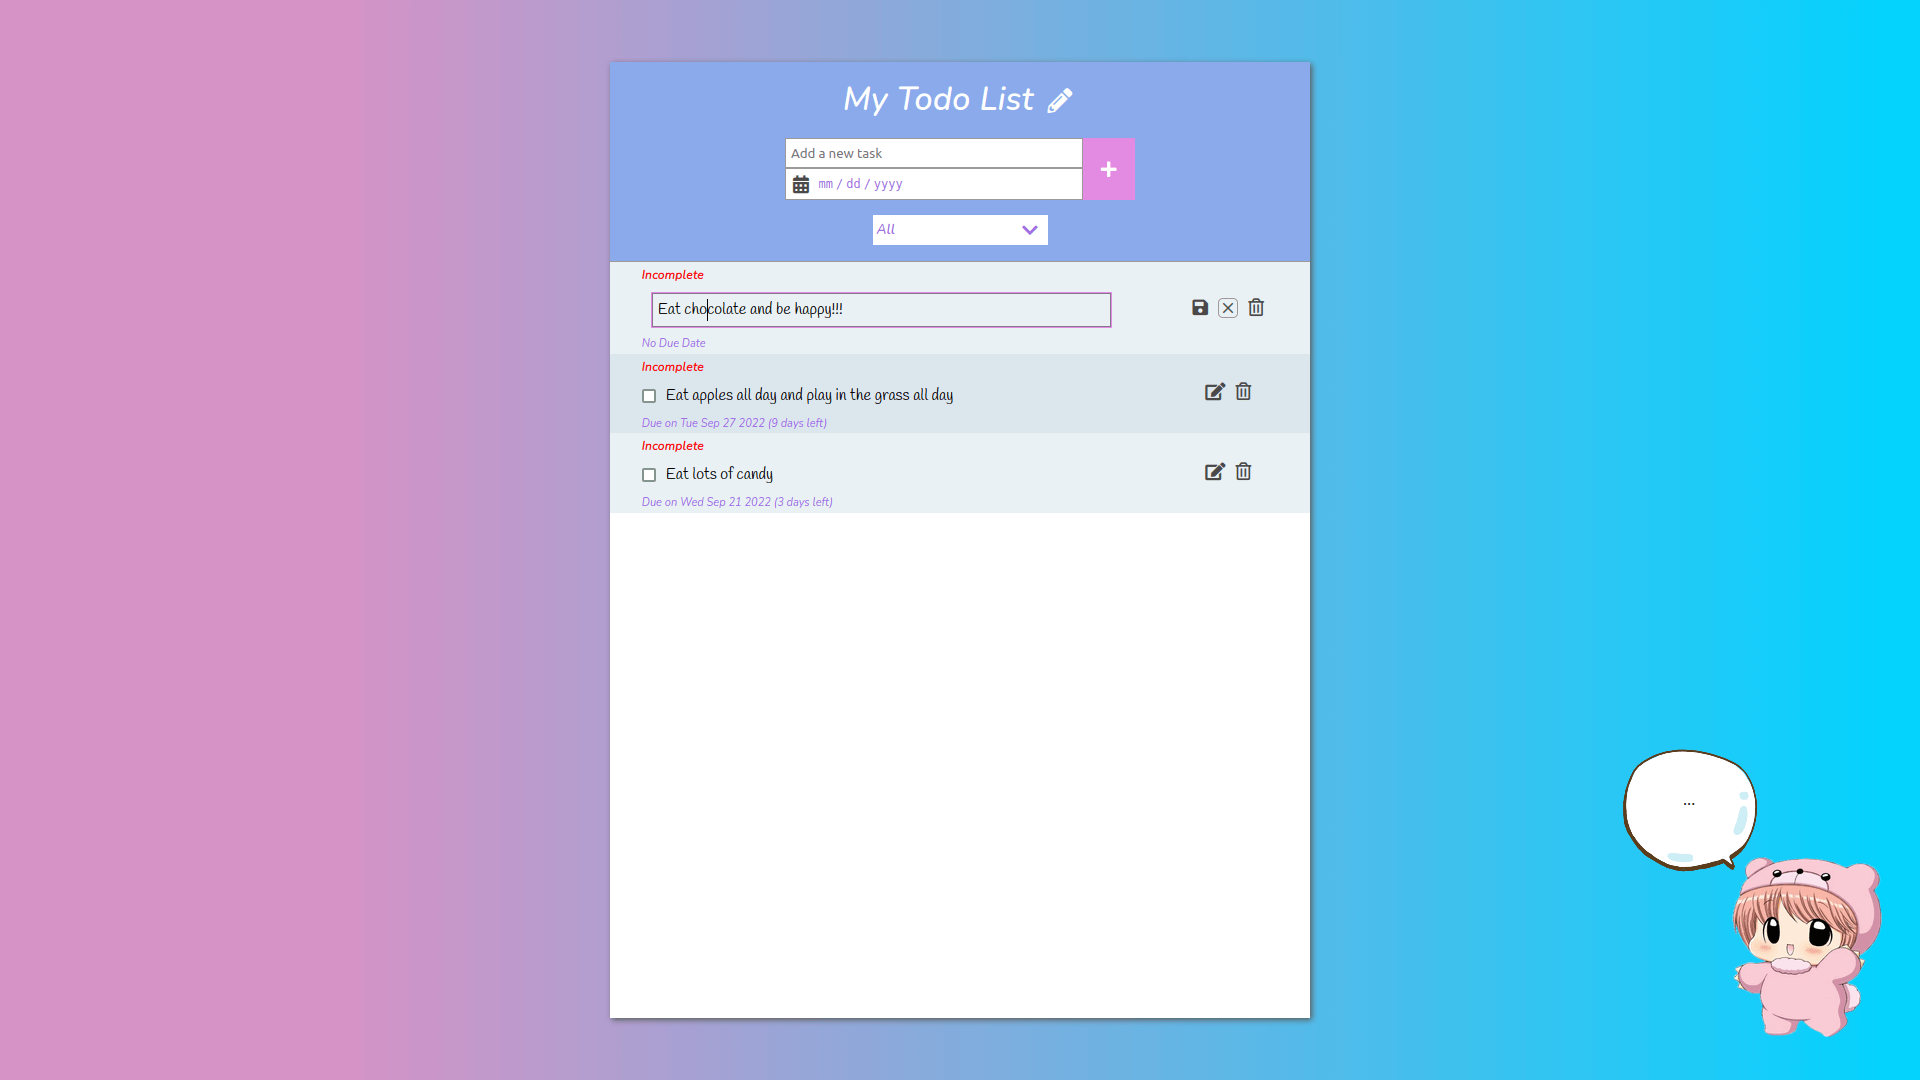 My Todo List
Add a new task
mm / dd / yyyy
All
Incomplete
Eat chocolate and be happy!!!
No Due Date
Incomplete
Eat apples all day and play in the grass all day
Due on Tue Sep 27 2022 (9 days left)
Incomplete
Eat lots of candy
Due on Wed Sep 21 2022 (3 days left)
...